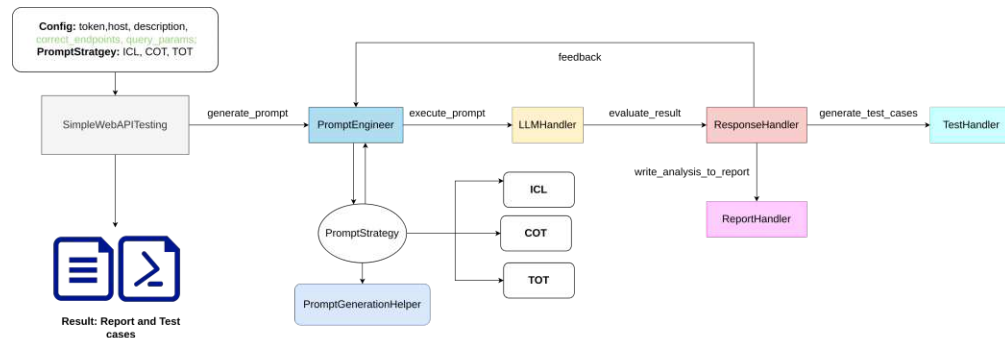 Config: token,host, description,
correct_endpoints, query_params;
PromptStratgey: ICL, COT, TOT
feedback
SimpleWebAPITesting
generate_prompt
PromptEngineer
execute_prompt
LLMHandler
evaluate_result
ResponseHandler
generate_test_cases
TestHandler
write_analysis_to_report
ReportHandler
PromptStrategy
ICL
COT
TOT
PromptGenerationHelper
Result: Report and Test
cases